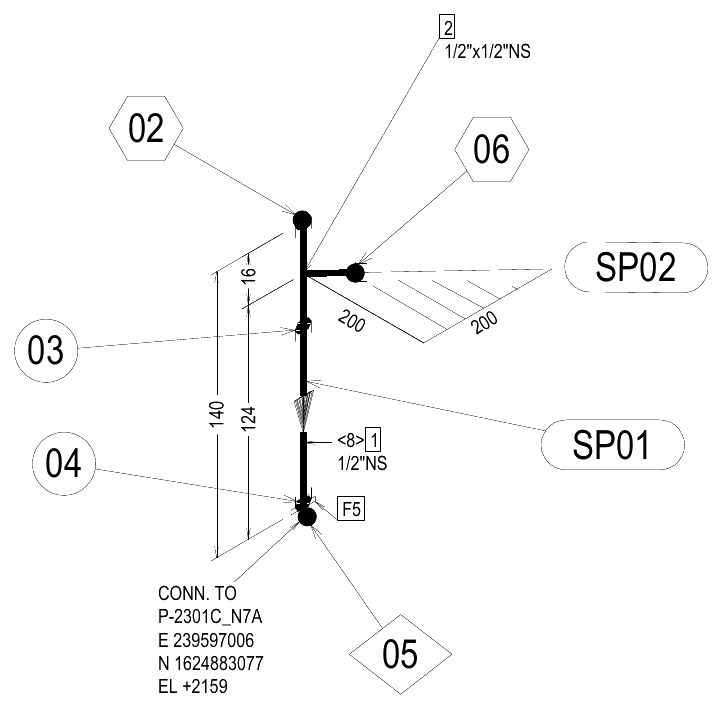 2
1/2"x1/2"NS
02
06
SP02
16
200
200
03
140
124
SP01
<8> 1
1/2"NS
04
F5
CONN. TO
P-2301C_N7A
E 239597006
N 1624883077
EL +2159
05